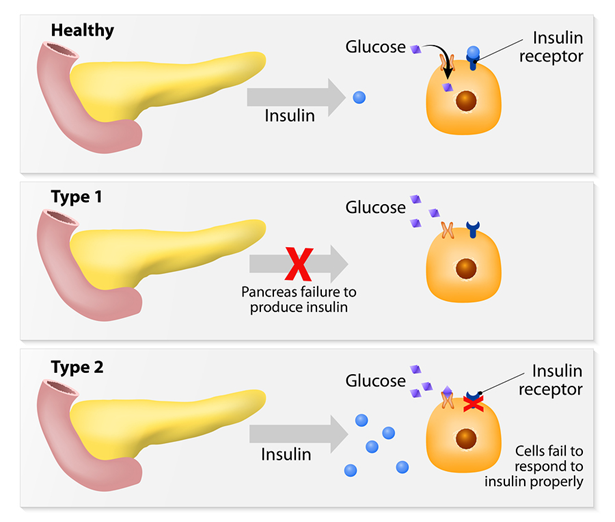 Healthy
Glucose
Insulin
receptor
Insulin
Type 1
Glucose
X
Pancreas failure to
produce insulin
Type 2
Glucose
Insulin
receptor
Insulin
Cells fail to
respond to
insulin properly